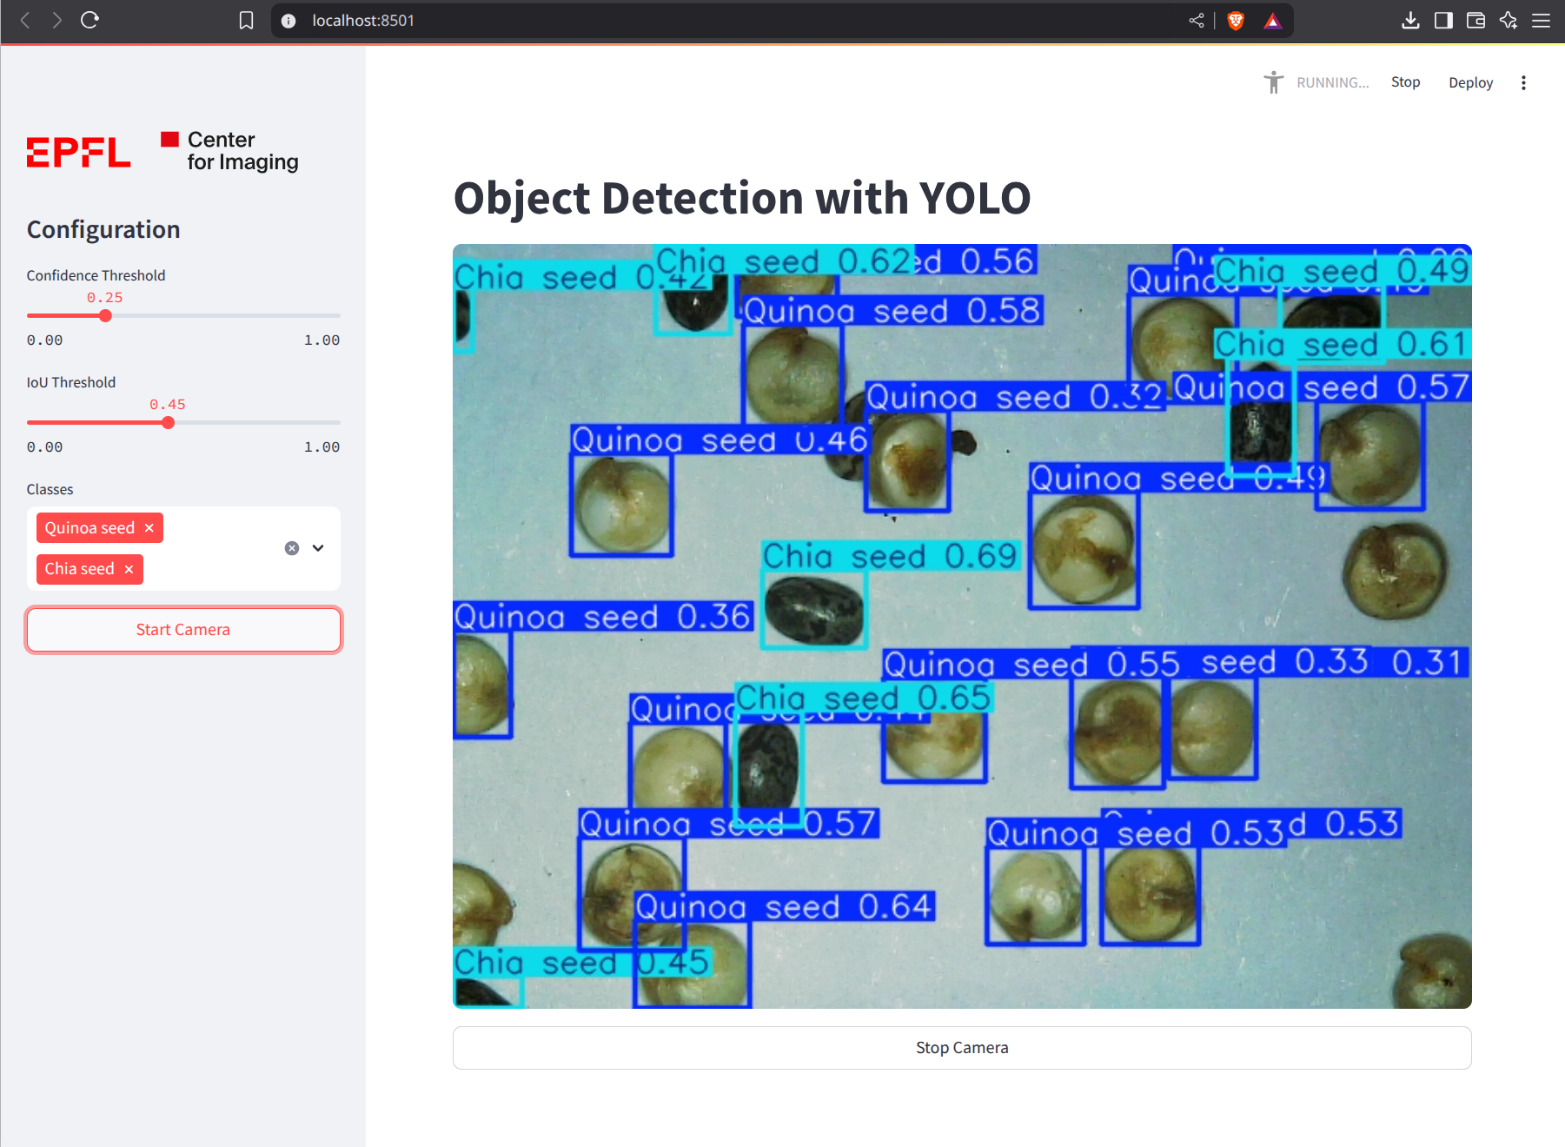 localhost:8501
RUNNING...
Stop
Deploy
EPFL
Center
for Imaging
Configuration
Confidence Threshold
0.25
0.00 1.00
IoU Threshold
0.45
0.00 1.00
Classes
Quinoa seed ×
Chia seed ×
Start Camera
Object Detection with YOLO
Chia seed 0.42
Chia seed 0.62
0.56
Chia seed 0.49
Quinoa seed 0.58
Chia seed 0.61
Quinoa seed 0.32
Quinoa seed 0.57
Quinoa seed 0.46
Quinoa seed 0.49
Chia seed 0.69
Quinoa seed 0.36
Quinoa seed 0.55
seed 0.33
0.31
Chia seed 0.65
Quinoa seed 0.57
Quinoa seed 0.53
0.53
Quinoa seed 0.64
Chia seed 0.45
Stop Camera